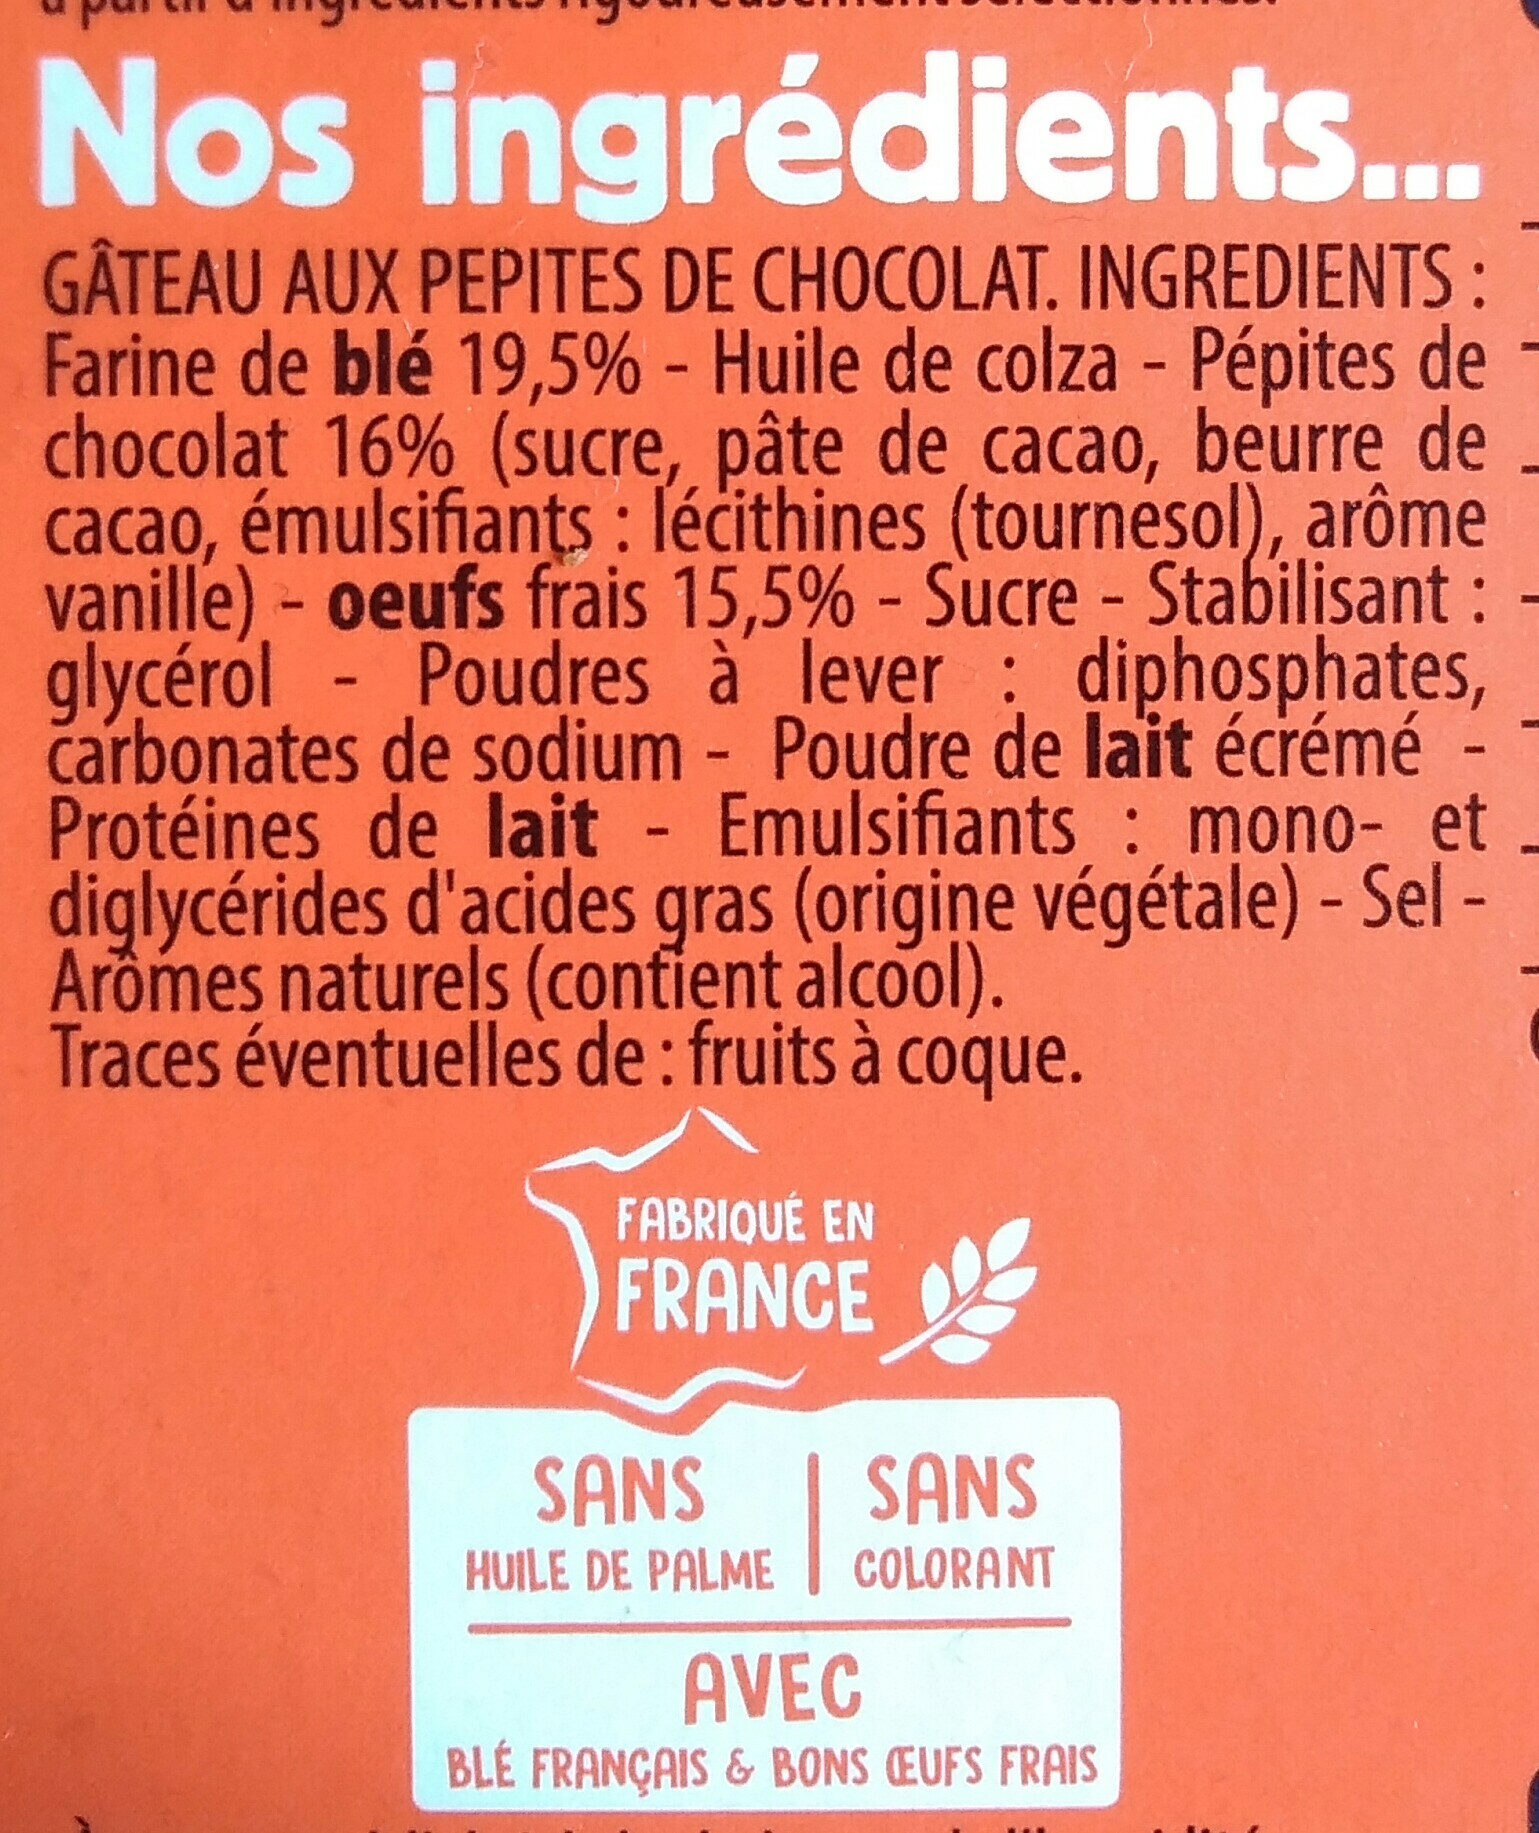 à partir d'ingrédients rigoureusement sélectionnés.
Nos ingrédients...
GÂTEAU AUX PEPITES DE CHOCOLAT. INGREDIENTS :
Farine de blé 19,5% - Huile de colza - Pépites de
chocolat 16% (sucre, pâte de cacao, beurre de
cacao, émulsifiants : lécithines (tournesol), arôme
vanille) - oeufs frais 15,5% - Sucre - Stabilisant :
glycérol - Poudres à lever : diphosphates,
carbonates de sodium - Poudre de lait écrémé -
Protéines de lait - Emulsifiants : mono- et
diglycérides d'acides gras (origine végétale) - Sel -
Arômes naturels (contient alcool).
Traces éventuelles de : fruits à coque.
FABRIQUÉ EN
FRANCE
SANS
HUILE DE PALME
SANS
COLORANT
AVEC
BLÉ FRANÇAIS & BONS ŒUFS FRAIS